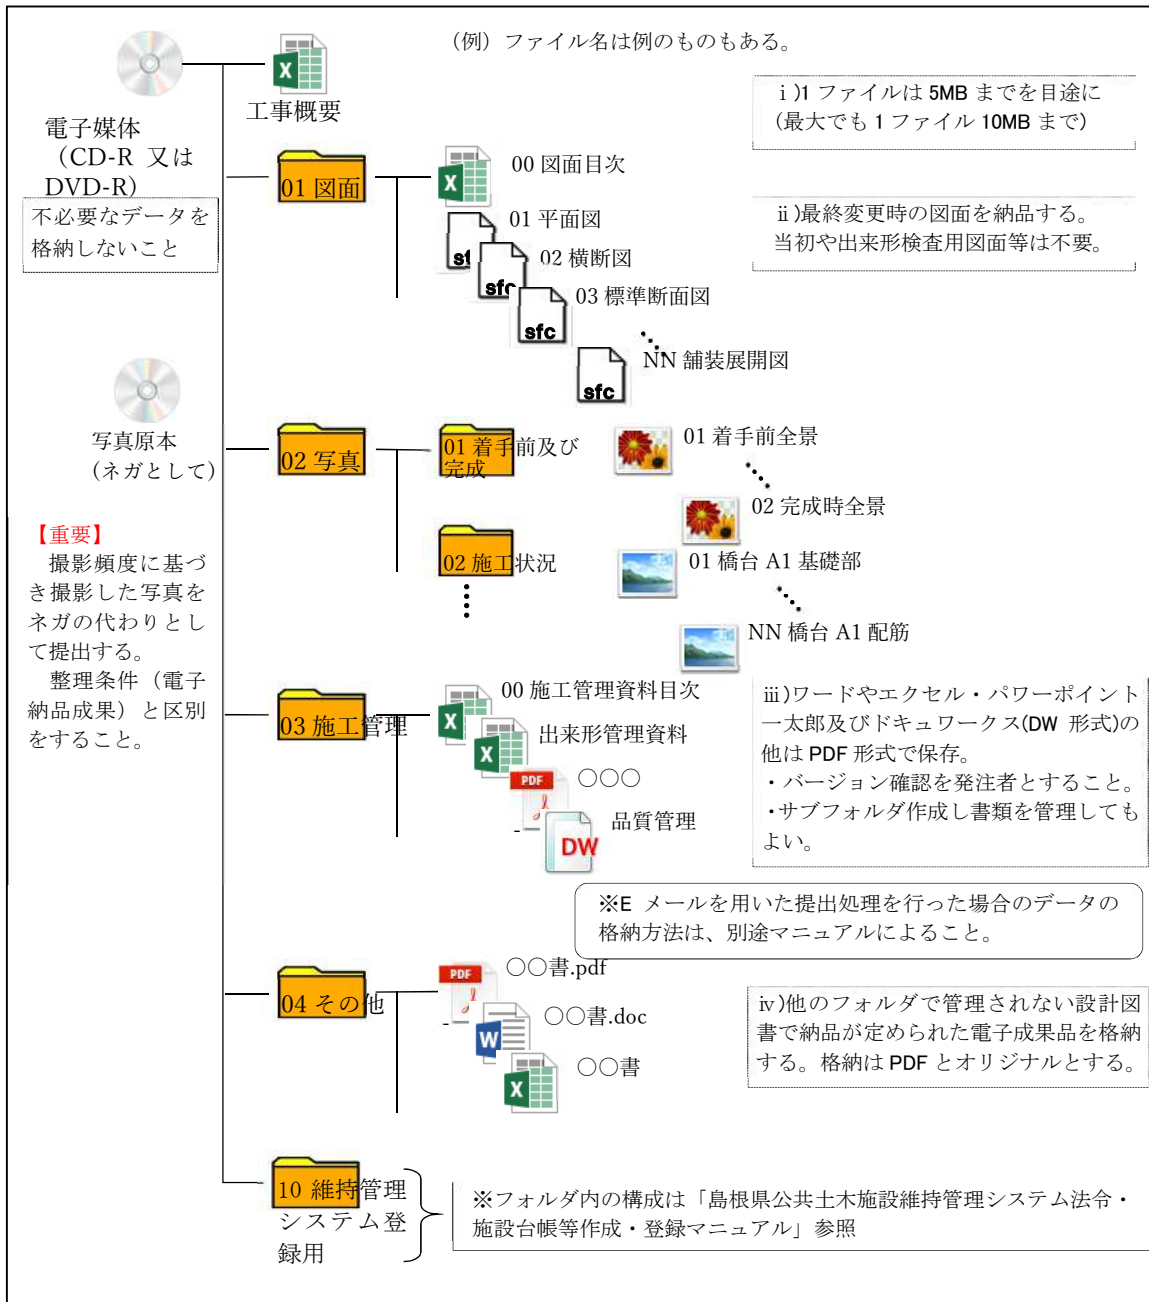 (例) ファイル名は例のものもある。
工事概要
電子媒体
(CD-R 又は
DVD-R)
不必要なデータを
格納しないこと
ⅰ)1 ファイルは 5MB までを目途に
(最大でも 1 ファイル 10MB まで)
01 図面
00 図面目次
01 平面図
02 横断図
03 標準断面図
NN 舗装展開図
sfc
sfc
sfc
sfc
ⅱ)最終変更時の図面を納品する。
当初や出来形検査用図面等は不要。
写真原本
(ネガとして)
【重要】
撮影頻度に基づ
き撮影した写真を
ネガの代わりとし
て提出する。
整理条件(電子
納品成果)と区別
をすること。
02 写真
01 着手前及び
完成
01 着手前全景
02 完成時全景
02 施工状況
01 橋台 A1 基礎部
NN 橋台 A1 配筋
03 施工管理
00 施工管理資料目次
出来形管理資料
PDF
○○○
品質管理
DW
ⅲ)ワードやエクセル・パワーポイント
一太郎及びドキュワークス(DW 形式)の
他は PDF 形式で保存。
・バージョン確認を発注者とすること。
・サブフォルダ作成し書類を管理しても
よい。
※E メールを用いた提出処理を行った場合のデータの
格納方法は、別途マニュアルによること。
04 その他
PDF
○○書.pdf
○○書.doc
○○書
ⅳ)他のフォルダで管理されない設計図
書で納品が定められた電子成果品を格納
する。格納は PDF とオリジナルとする。
10 維持管理
システム登
録用
※フォルダ内の構成は「島根県公共土木施設維持管理システム法令・
施設台帳等作成・登録マニュアル」参照